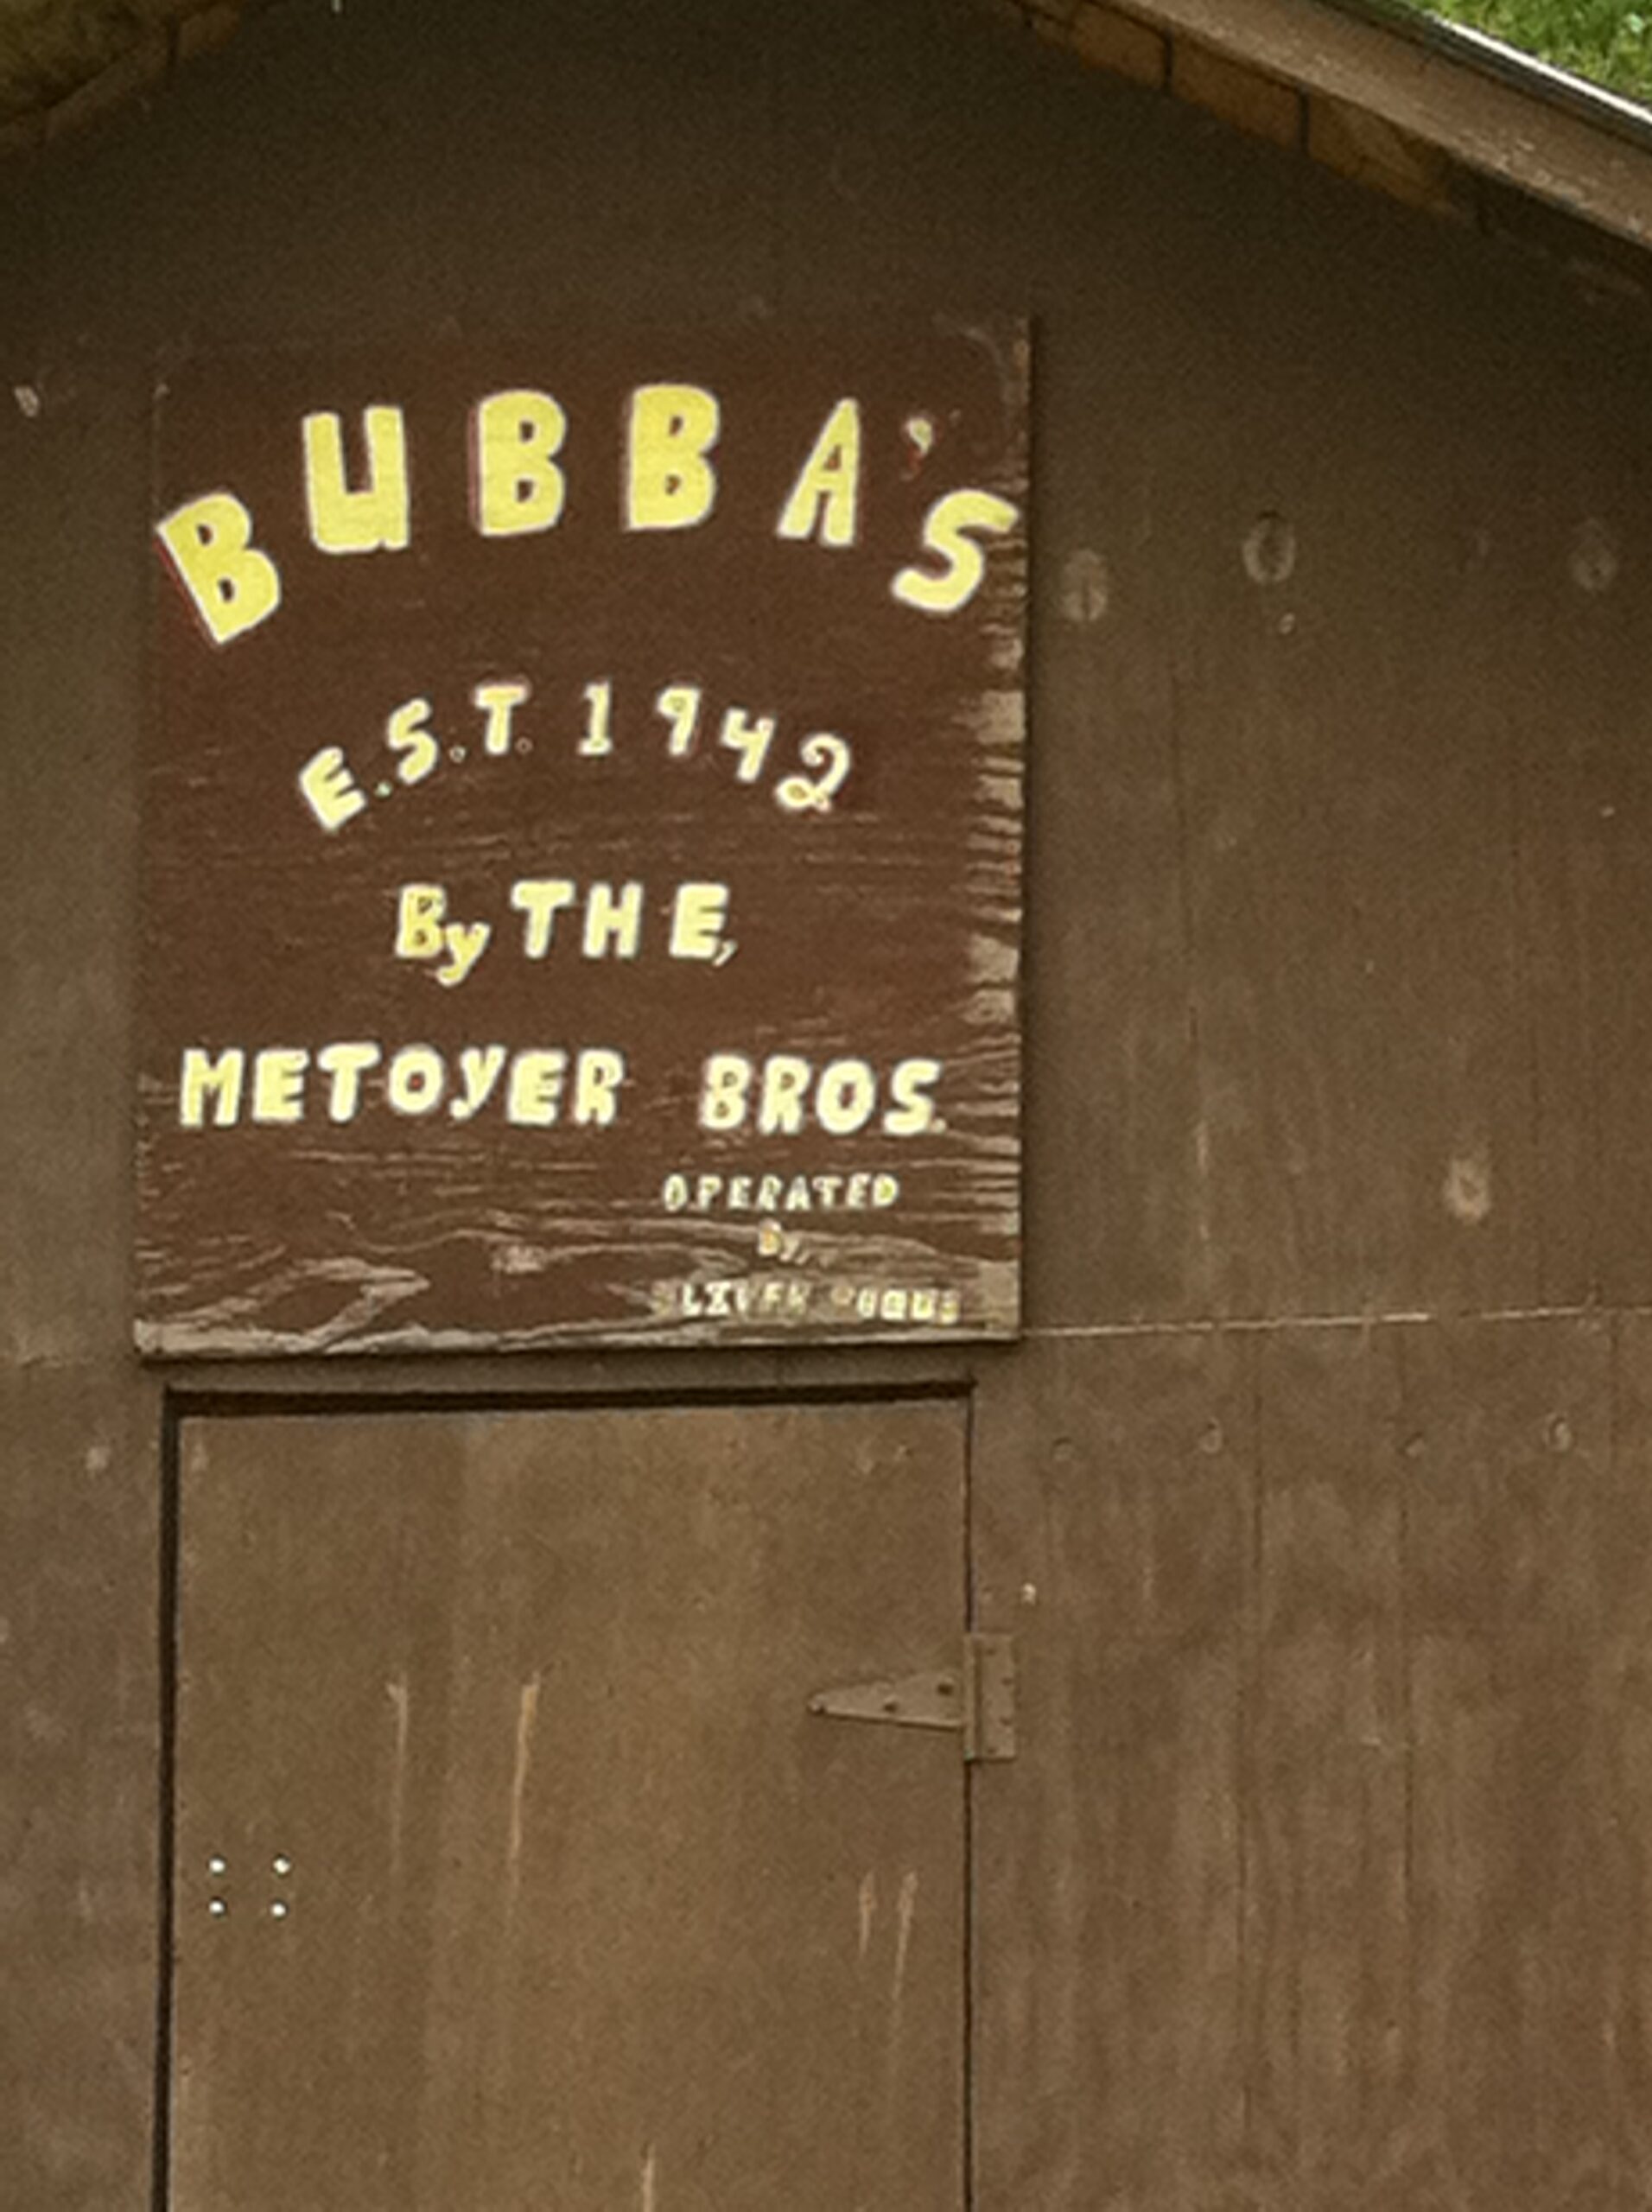 BUBBA'S
E.S.T. 1942
By THE,
METOYER BROS.
OPERATED
By,